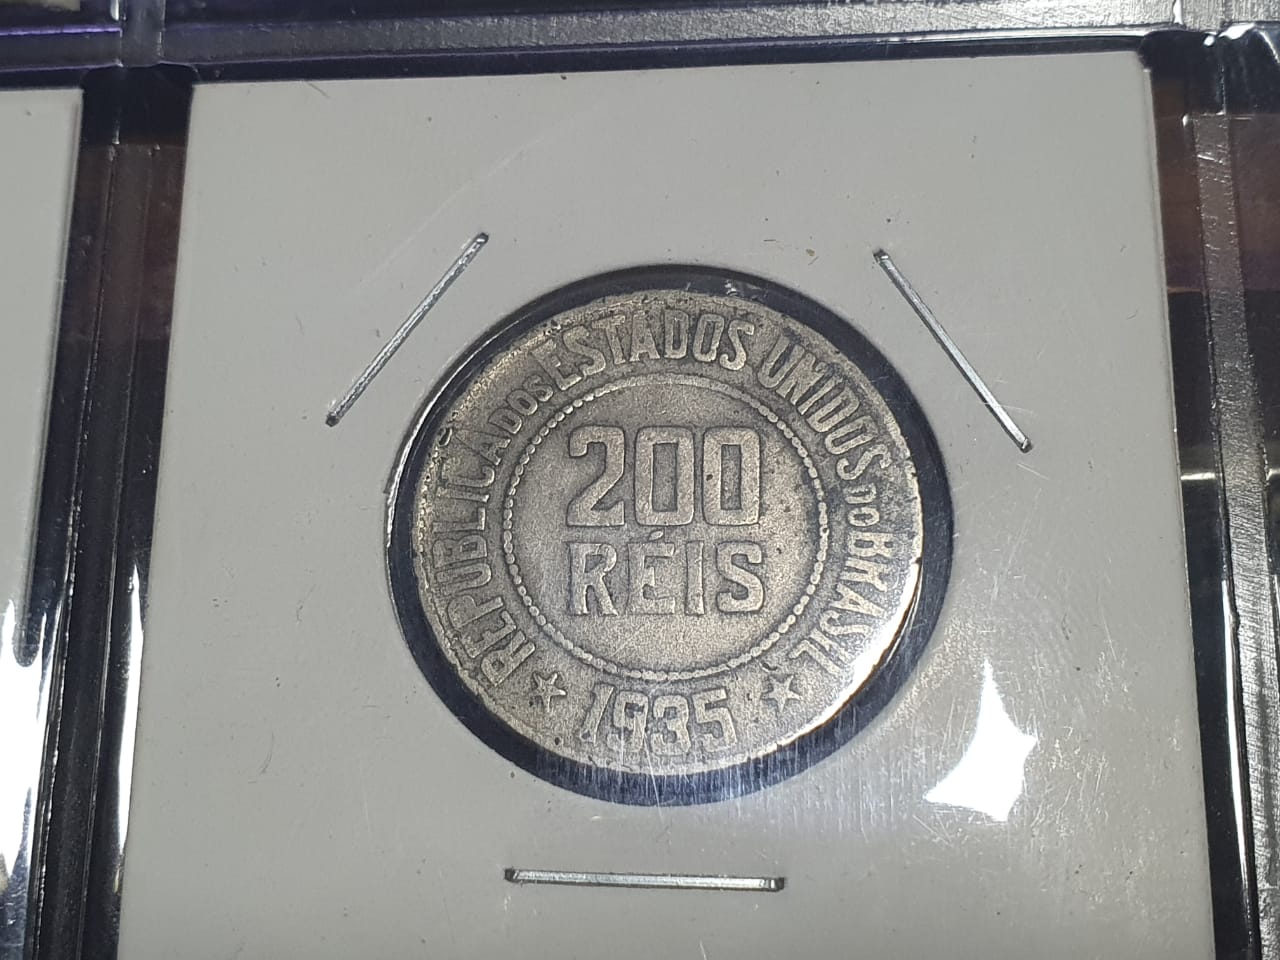 REPUBLICA DOS ESTADOS UNIDOS DO BRASIL
200
RÉIS
1935